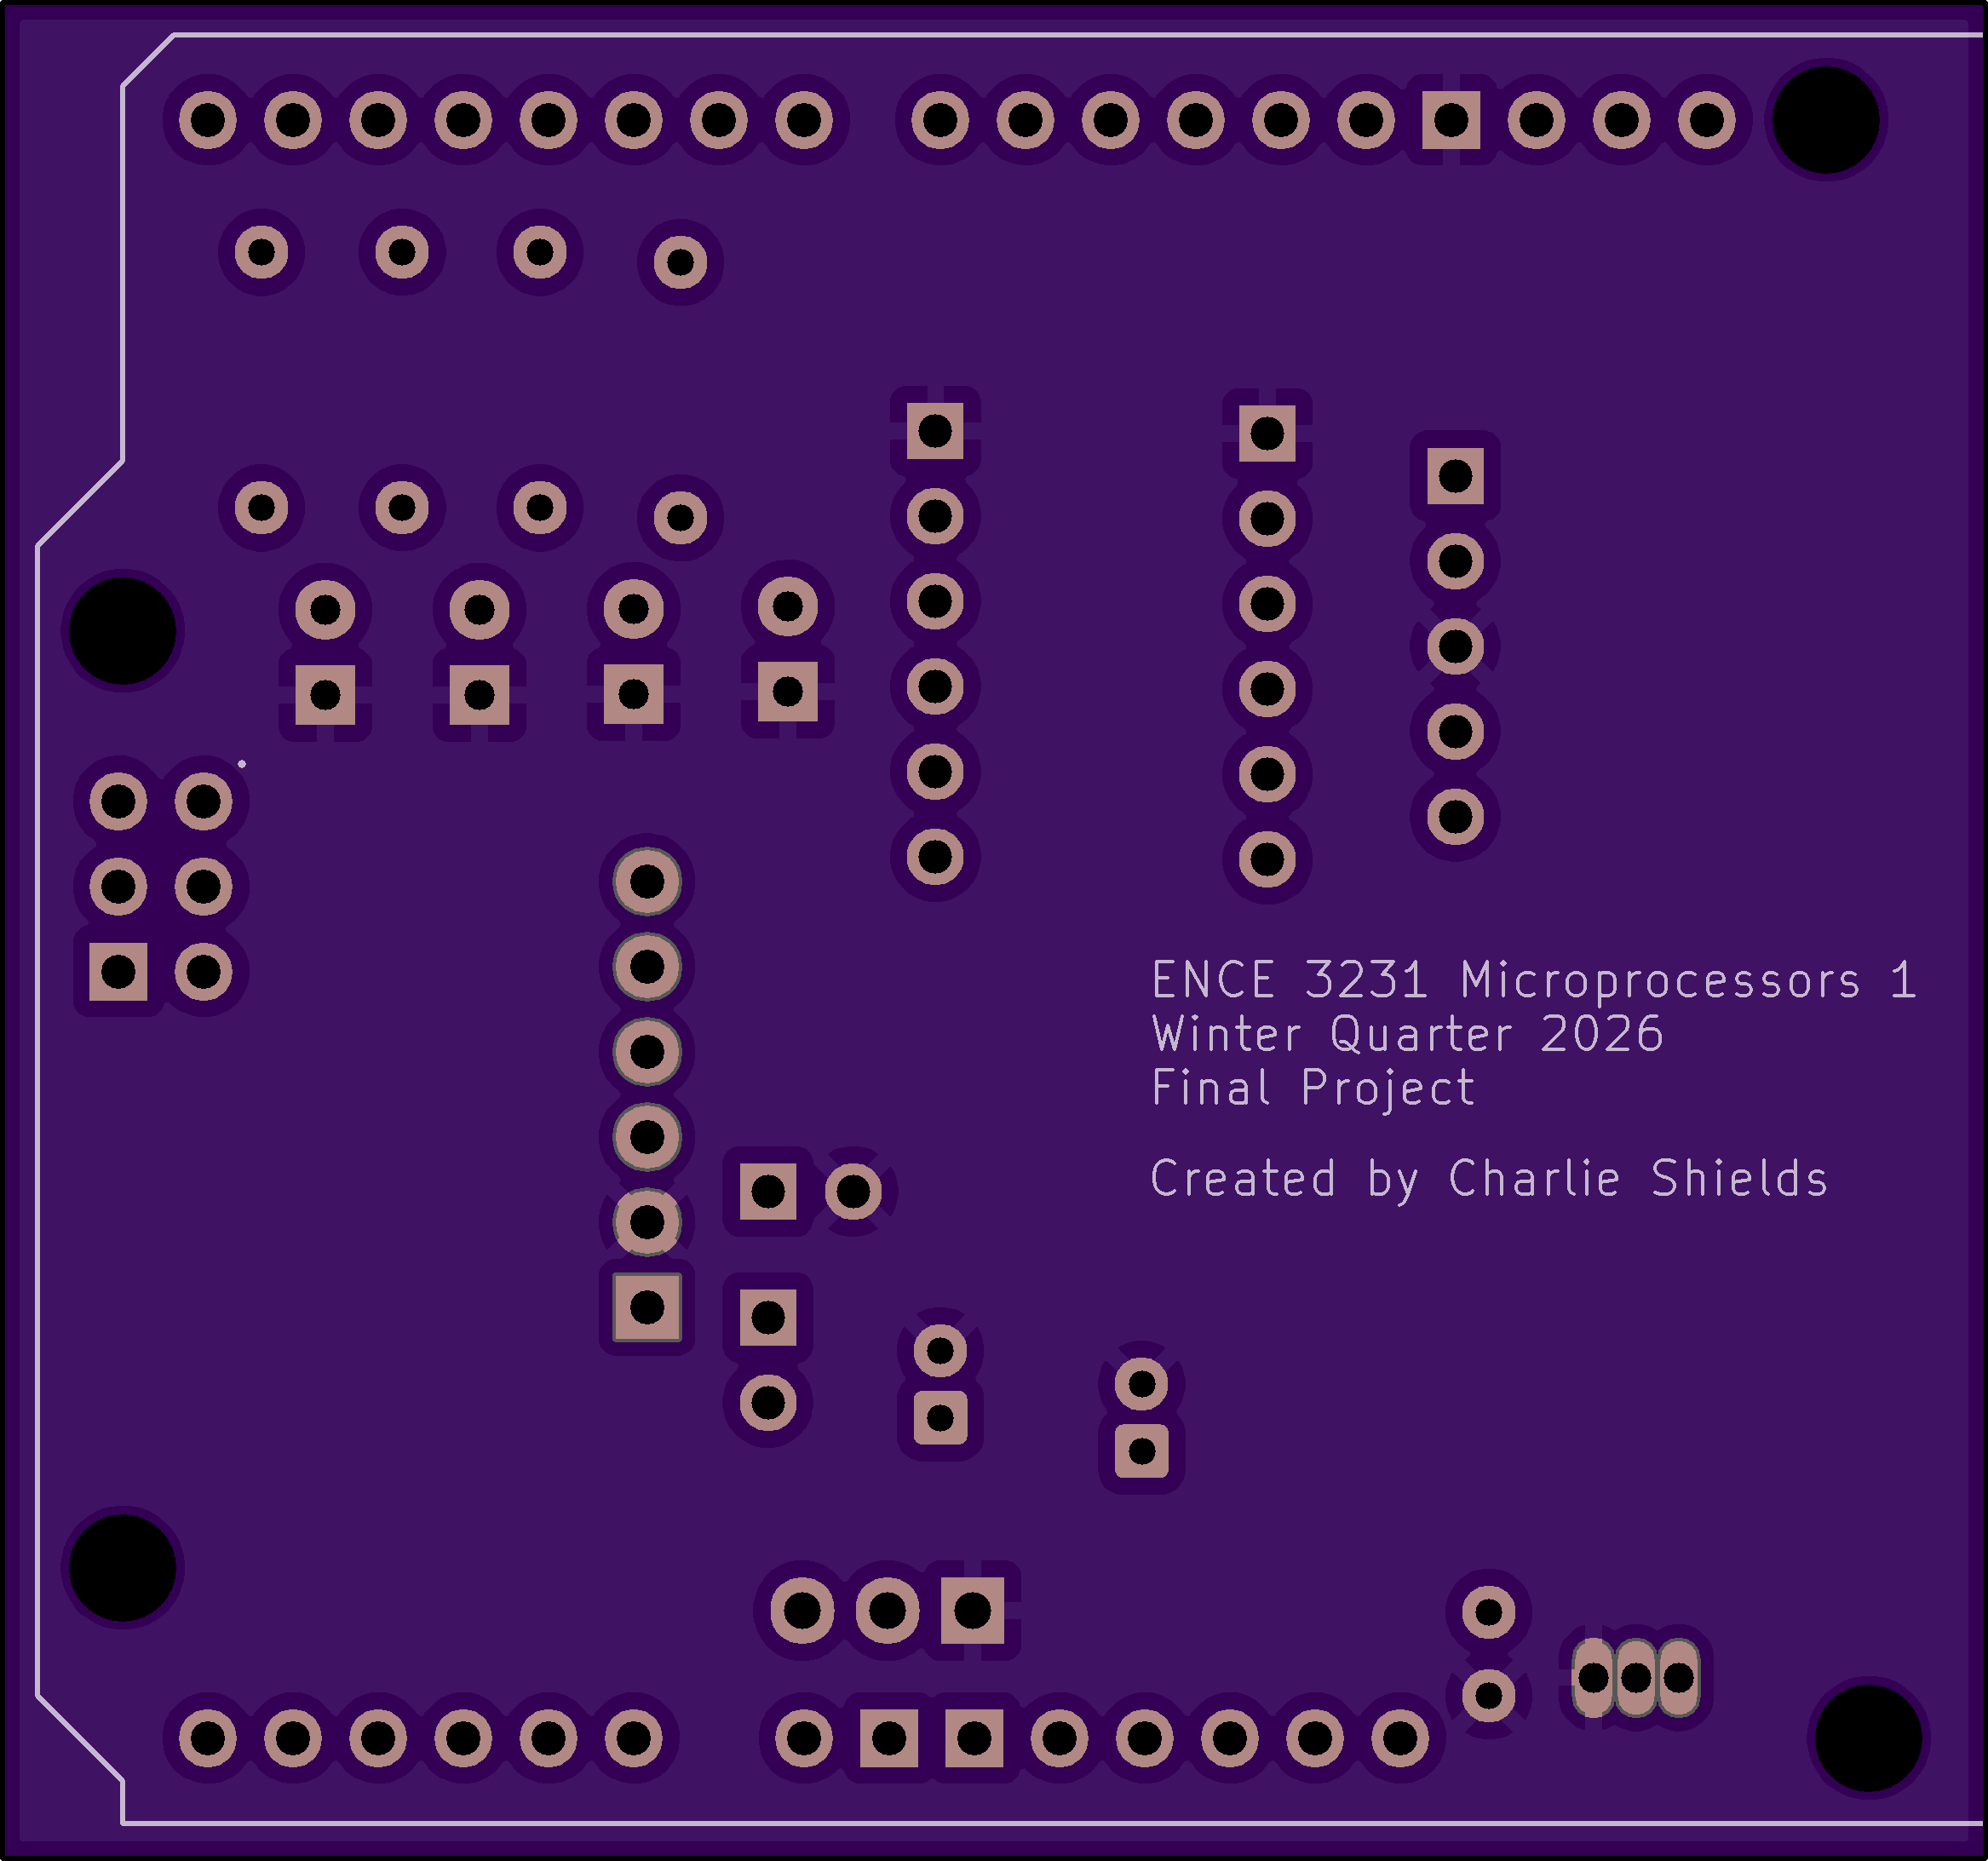 ENCE 3231 Microprocessors 1
Winter Quarter 2026
Final Project
Created by Charlie Shields